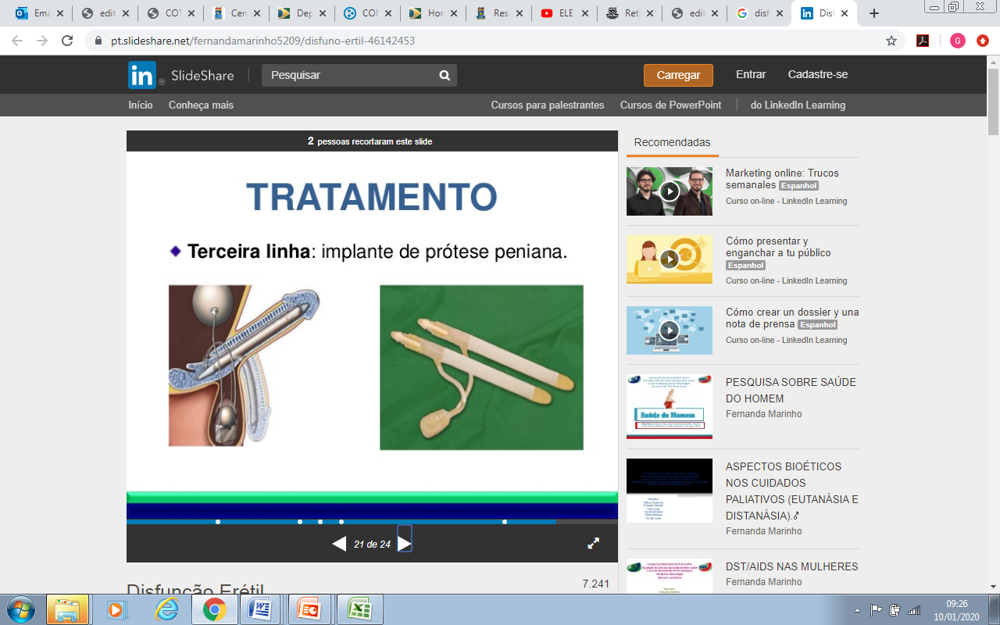 Ema
edit
COT
Cen
Dep
COM
Hor
Res
ELE
Ret
edit
disf
Dis
pt.slideshare.net/fernandamarinho5209/disfuno-ertil-46142453
G
in
SlideShare
Pesquisar
Carregar
Entrar
Cadastre-se
Início
Conheça mais
Cursos para palestrantes
Cursos de PowerPoint
do LinkedIn Learning
2 pessoas recortaram este slide
TRATAMENTO
Terceira linha: implante de prótese peniana.
21 de 24
Disfunção Erétil
7.241
Recomendadas
Marketing online: Trucos
semanales Espanhol
Curso on-line - LinkedIn Learning
Cómo presentar y
enganchar a tu público
Espanhol
Curso on-line - LinkedIn Learning
Cómo crear un dossier y una
nota de prensa Espanhol
Curso on-line - LinkedIn Learning
Saúde do Homem
PESQUISA SOBRE SAÚDE
DO HOMEM
Fernanda Marinho
ASPECTOS BIOÉTICOS
NOS CUIDADOS
PALIATIVOS (EUTANÁSIA E
DISTANÁSIA).
Fernanda Marinho
DST/AIDS NAS MULHERES
Fernanda Marinho
09:26
10/01/2020